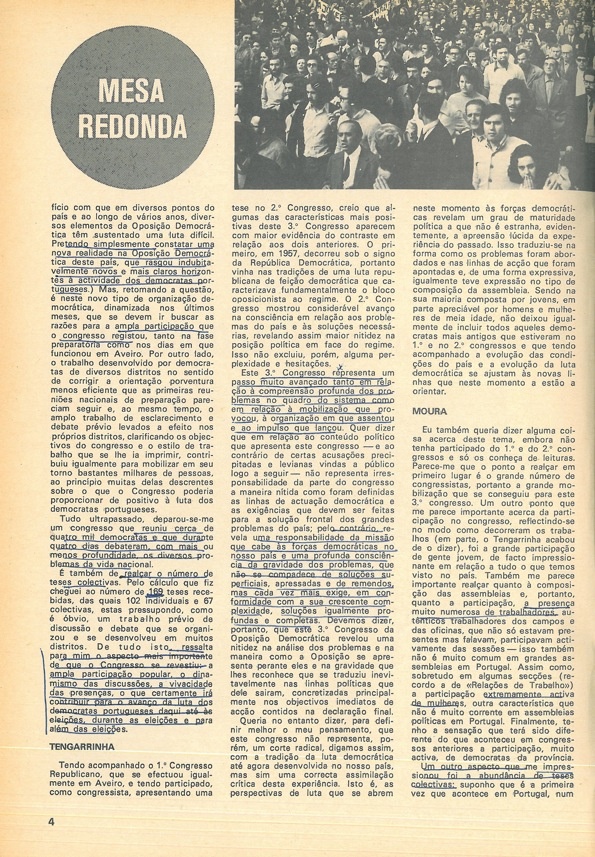 MESA
REDONDA
fício com que em diversos pontos do
país e ao longo de vários anos, diver-
sos elementos da Oposição Democrá-
tica têm sustentado uma luta difícil.
Pretendo simplesmente constatar uma
nova realidade na Oposição Democrá-
tica deste país, que rasgou indubita-
velmente novos e mais claros horizon-
tes à actividade dos democratas por-
tugueses.) Mas, retomando a questão,
é neste novo tipo de organização de-
mocrática, dinamizada nos últimos
meses, que se devem ir buscar as
razões para a ampla participação que
o congresso registou, tanto na fase
preparatória como nos dias em que
funcionou em Aveiro. Por outro lado,
o trabalho desenvolvido por democra-
tas de diversos distritos no sentido
de corrigir a orientação porventura
menos eficiente que as primeiras reu-
niões nacionais de preparação pare-
ciam seguir e, ao mesmo tempo, o
amplo trabalho de esclarecimento e
debate prévio levados a efeito nos
próprios distritos, clarificando os objec-
tivos do congresso e o estilo de tra-
balho que se lhe ia imprimir, contri-
buiu igualmente para mobilizar em seu
torno bastantes milhares de pessoas,
ao princípio muitas delas descrentes
sobre o que o Congresso poderia
proporcionar de positivo à futa dos
democratas portugueses.
Tudo ultrapassado, deparou-se-me
um congresso que reuniu cerca de
quatro mil democratas e que durante
quatro dias debateram, com mais ou
menos profundidade, os diversos pro-
blemas da vida nacional.
É também de realçar o número de
teses colectivas. Pelo cálculo que fiz
cheguei ao número de 169 teses rece-
bidas, das quais 102 individuais e 67
colectivas, estas pressupondo, como
é óbvio, um trabalho prévio de
discussão e debate que se organi-
zou e se desenvolveu em muitos
distritos. De tudo isto, ressalta
para mim o aspecto mais importante
de que o Congresso se revestiu: a
ampla participação popular, o dina-
mismo das discussões, a vivacidade
das presenças, o que certamente irá
contribuir para o avanço da luta dos
democratas portugueses daqui até às
eleições, durante as eleições e para
além das eleições.
TENGARRINHA
Tendo acompanhado o 1.º Congresso
Republicano, que se efectuou igual-
mente em Aveiro, e tendo participado,
como congressista, apresentando uma
tese no 2.º Congresso, creio que al-
gumas das características mais posi-
tivas deste 3.º Congresso aparecem
com maior evidência do contraste em
relação aos dois anteriores. O pri-
meiro, em 1957, decorreu sob o signo
da República Democrática, portanto
vinha nas tradições de uma luta repu-
blicana de feição democrática que ca-
racterizava fundamentalmente o bloco
oposicionista ao regime. O 2.º Con-
gresso mostrou considerável avanço
na consciência em relação aos proble-
mas do país e às soluções necessá-
rias, revelando assim maior nitidez na
posição política em face do regime.
Isso não excluiu, porém, alguma per-
plexidade e hesitações.
Este 3.º Congresso representa um
passo muito avançado tanto em rela-
ção à compreensão profunda dos pro-
blemas no quadro do sistema como
em relação à mobilização que pro-
vocou, à organização em que assentou
e ao impulso que lançou. Quer dizer
que em relação ao conteúdo político
que apresenta este congresso — e ao
contrário de certas acusações preci-
pitadas e levianas vindas a público
logo a seguir — não representa irres-
ponsabilidade da parte do congresso
a maneira nítida como foram definidas
as linhas de actuação democrática e
as exigências que devem ser feitas
para a solução frontal dos grandes
problemas do país; pelo contrário, re-
vela uma responsabilidade da missão
que cabe às forças democráticas no
nosso país e uma profunda consciên-
cia da gravidade dos problemas, que
não se compadece de soluções su-
perficiais, apressadas e de remendos,
mas cada vez mais exige, em con-
formidade com a sua crescente com-
plexidade, soluções igualmente pro-
fundas e completas. Devemos dizer,
portanto, que este 3.º Congresso da
Oposição Democrática revelou uma
nitidez na análise dos problemas e na
maneira como a Oposição se apre-
senta perante eles e na gravidade que
lhes reconhece que se traduziu inevi-
tavelmente nas linhas políticas que
dele saíram, concretizadas principal-
mente nos objectivos imediatos de
acção contidos na declaração final.
Queria no entanto dizer, para defi-
nir melhor o meu pensamento, que
este congresso não representa, po-
rém, um corte radical, digamos assim,
com a tradição da luta democrática
até agora desenvolvida no nosso país,
mas sim uma correcta assimilação
crítica desta experiência. Isto é, as
perspectivas de luta que se abrem
neste momento às forças democráti-
cas revelam um grau de maturidade
política a que não é estranha, eviden-
temente, a apreensão lúcida da expe-
riência do passado. Isso traduziu-se na
forma como os problemas foram abor-
dados e nas linhas de acção que foram
apontadas e, de uma forma expressiva,
igualmente teve expressão no tipo de
composição da assembleia. Sendo na
sua maioria composta por jovens, em
parte apreciável por homens e mulhe-
res de meia idade, não deixou igual-
mente de incluir todos aqueles demo-
cratas mais antigos que estiveram no
1.º e no 2.º congressos e que tendo
acompanhado a evolução das condi-
ções do país e a evolução da luta
democrática se ajustam às novas li-
nhas que neste momento a estão a
orientar.
MOURA
Eu também queria dizer alguma coi-
sa acerca deste tema, embora não
tenha participado do 1.º e do 2.º con-
gressos e só os conheça de leituras.
Parece-me que o ponto a realçar em
primeiro lugar é o grande número de
congressistas, portanto a grande mo-
bilização que se conseguiu para este
3.º congresso. Um outro ponto que
me parece importante acerca da parti-
cipação no congresso, reflectindo-se
no modo como decorreram os traba-
lhos (em parte, o Tengarrinha acabou
de o dizer), foi a grande participação
de gente jovem, de facto impressio-
nante em relação a tudo o que temos
visto no país. Também me parece
importante realçar quanto à composi-
ção das assembleias e, portanto,
quanto a participação, a presença
muito numerosa de trabalhadores, au-
tênticos trabalhadores dos campos e
das oficinas, que não só estavam pre-
sentes mas falavam, participavam acti-
vamente das sessões — isso também
não é muito comum em grandes as-
sembleias em Portugal. Assim como,
sobretudo em algumas secções (re-
cordo a de «Relações de Trabalho»)
a participação extremamente activa
de mulheres, outra característica que
não é muito corrente em assembleias
políticas em Portugal. Finalmente, te-
nho a sensação que terá sido dife-
rente do que aconteceu em congres-
sos anteriores a participação, muito
activa, de democratas da província.
Um outro aspecto que me impres-
sionou foi a abundância de teses
colectivas: suponho que é a primeira
vez que acontece em Portugal, num
4